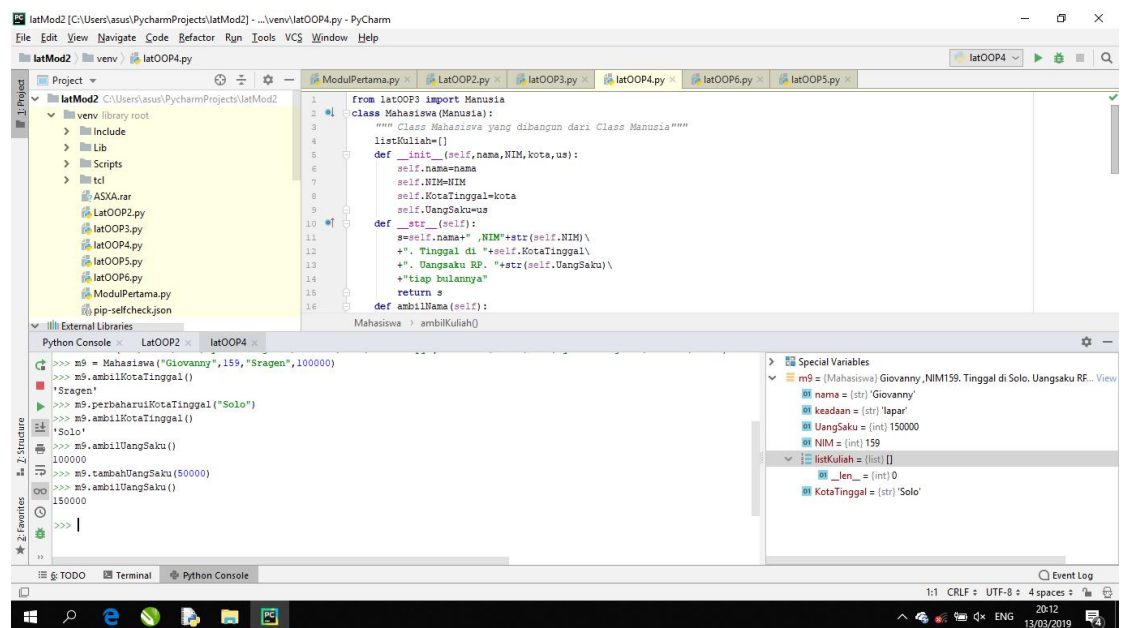 latMod2 [C:\Users\asus\PycharmProjects\latMod2] - ...\venv\latOOP4.py - PyCharm
File Edit View Navigate Code Refactor Run Tools VCS Window Help
latMod2 venv latOOP4.py
latOOP4
1: Project
Project
ModulPertama.py LatOOP2.py latOOP3.py latOOP4.py latOOP6.py latOOP5.py
latMod2 C:\Users\asus\PycharmProjects\latMod2
venv library root
Include
Lib
Scripts
tcl
ASXA.rar
LatOOP2.py
latOOP3.py
latOOP4.py
latOOP5.py
latOOP6.py
ModulPertama.py
pip-selfcheck.json
External Libraries
1 from latOOP3 import Manusia
2 class Mahasiswa(Manusia):
3 """ Class Mahasiswa yang dibangun dari Class Manusia"""
4 listKuliah=[]
5 def __init__(self,nama,NIM,kota,us):
6 self.nama=nama
7 self.NIM=NIM
8 self.KotaTinggal=kota
9 self.UangSaku=us
10 def __str__(self):
11 s=self.nama+" ,NIM"+str(self.NIM)\
12 +". Tinggal di "+self.KotaTinggal\
13 +". Uangsaku RP. "+str(self.UangSaku)\
14 +"tiap bulannya"
15 return s
16 def ambilNama(self):
Mahasiswa > ambilKuliah()
Python Console LatOOP2 latOOP4
>>> m9 = Mahasiswa("Giovanny",159,"Sragen",100000)
>>> m9.ambilKotaTinggal()
'Sragen'
>>> m9.perbaharuiKotaTinggal("Solo")
>>> m9.ambilKotaTinggal()
'Solo'
>>> m9.ambilUangSaku()
100000
>>> m9.tambahUangSaku(50000)
>>> m9.ambilUangSaku()
150000
>>>
Special Variables
m9 = {Mahasiswa} Giovanny ,NIM159. Tinggal di Solo. Uangsaku RP... View
nama = {str} 'Giovanny'
keadaan = {str} 'lapar'
UangSaku = {int} 150000
NIM = {int} 159
listKuliah = {list} []
__len__ = {int} 0
KotaTinggal = {str} 'Solo'
7: Structure
2: Favorites
6: TODO Terminal Python Console
Event Log
1:1 CRLF UTF-8 4 spaces
PC
ENG
20:12
13/03/2019
4